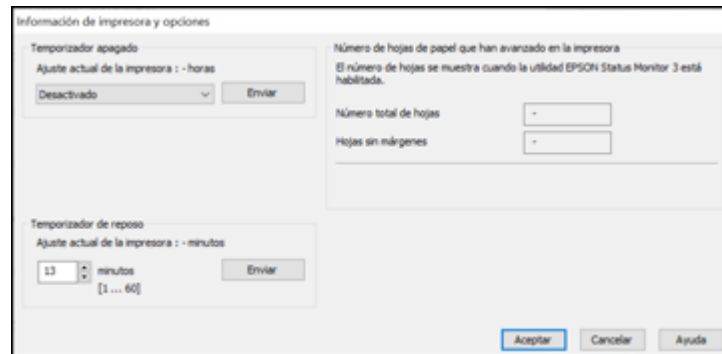 Información de impresora y opciones
Temporizador apagado
Ajuste actual de la impresora : - horas
Desactivado
Enviar
Número de hojas de papel que han avanzado en la impresora
El número de hojas se muestra cuando la utilidad EPSON Status Monitor 3 está
habilitada.
Número total de hojas
-
Hojas sin márgenes
-
Temporizador de reposo
Ajuste actual de la impresora : - minutos
13
minutos
Enviar
[1 ... 60]
Aceptar
Cancelar
Ayuda